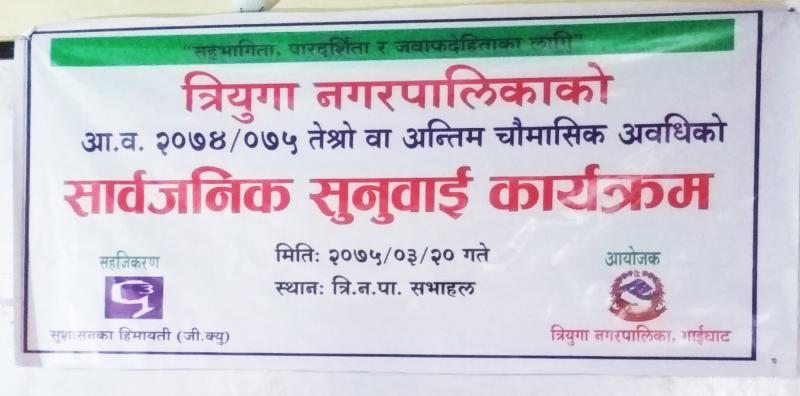 "सहभागिता, पारदर्शिता र जवाफदेहिताका लागि"
त्रियुगा नगरपालिकाको
आ.व. २०७४/०७५ तेश्रो वा अन्तिम चौमासिक अवधिको
सार्वजनिक सुनुवाई कार्यक्रम
मिति: २०७५/०३/२० गते
स्थान: त्रि.न.पा. सभाहल
सहजिकरण
सुशासनका हिमायती (जी.क्यु)
आयोजक
त्रियुगा नगरपालिका, गाईघाट